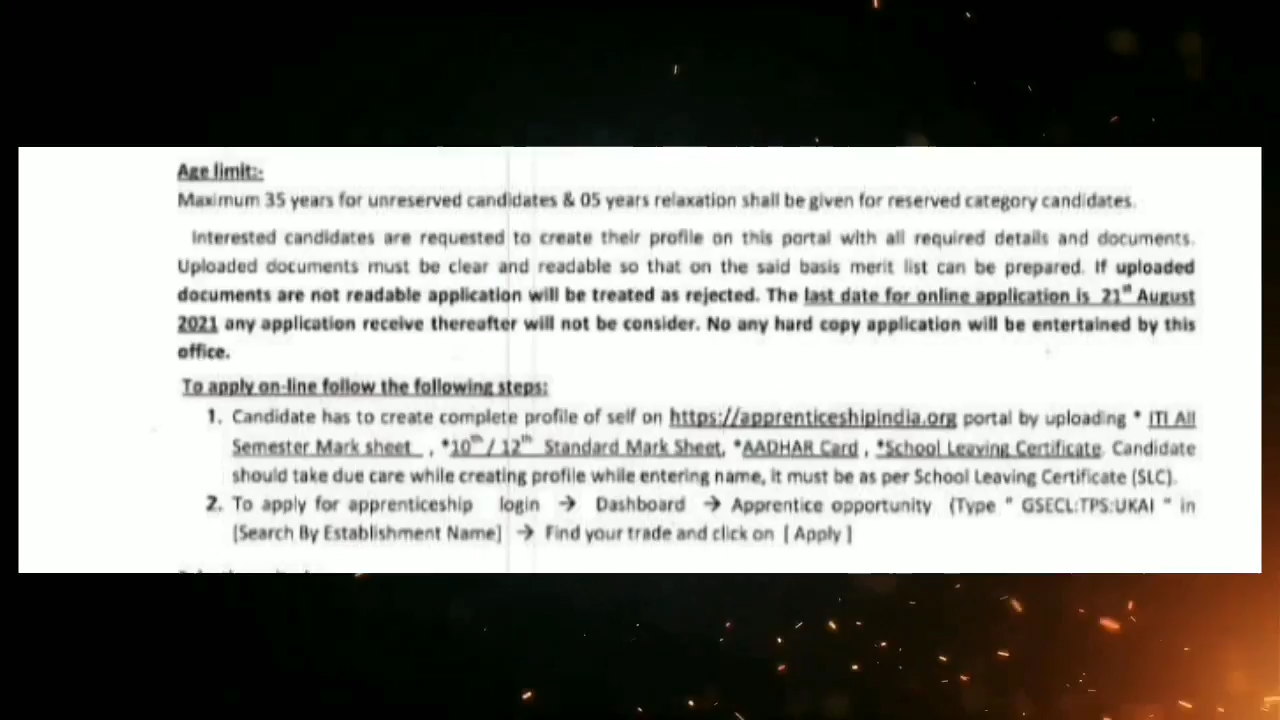 Age limit:-
Maximum 35 years for unreserved candidates & 05 years relaxation shall be given for reserved category candidates.
Interested candidates are requested to create their profile on this portal with all required details and documents.
Uploaded documents must be clear and readable so that on the said basis merit list can be prepared. If uploaded
documents are not readable application will be treated as rejected. The last date for online application is 21st August
2021 any application receive thereafter will not be consider. No any hard copy application will be entertained by this
office.
To apply on-line follow the following steps:
1. Candidate has to create complete profile of self on https://apprenticeshipindia.org portal by uploading * ITI All
Semester Mark sheet , *10th / 12th Standard Mark Sheet, *AADHAR Card , *School Leaving Certificate. Candidate
should take due care while creating profile while entering name, it must be as per School Leaving Certificate (SLC).
2. To apply for apprenticeship login → Dashboard → Apprentice opportunity (Type " GSECL:TPS:UKAI " in
[Search By Establishment Name] → Find your trade and click on [ Apply ]